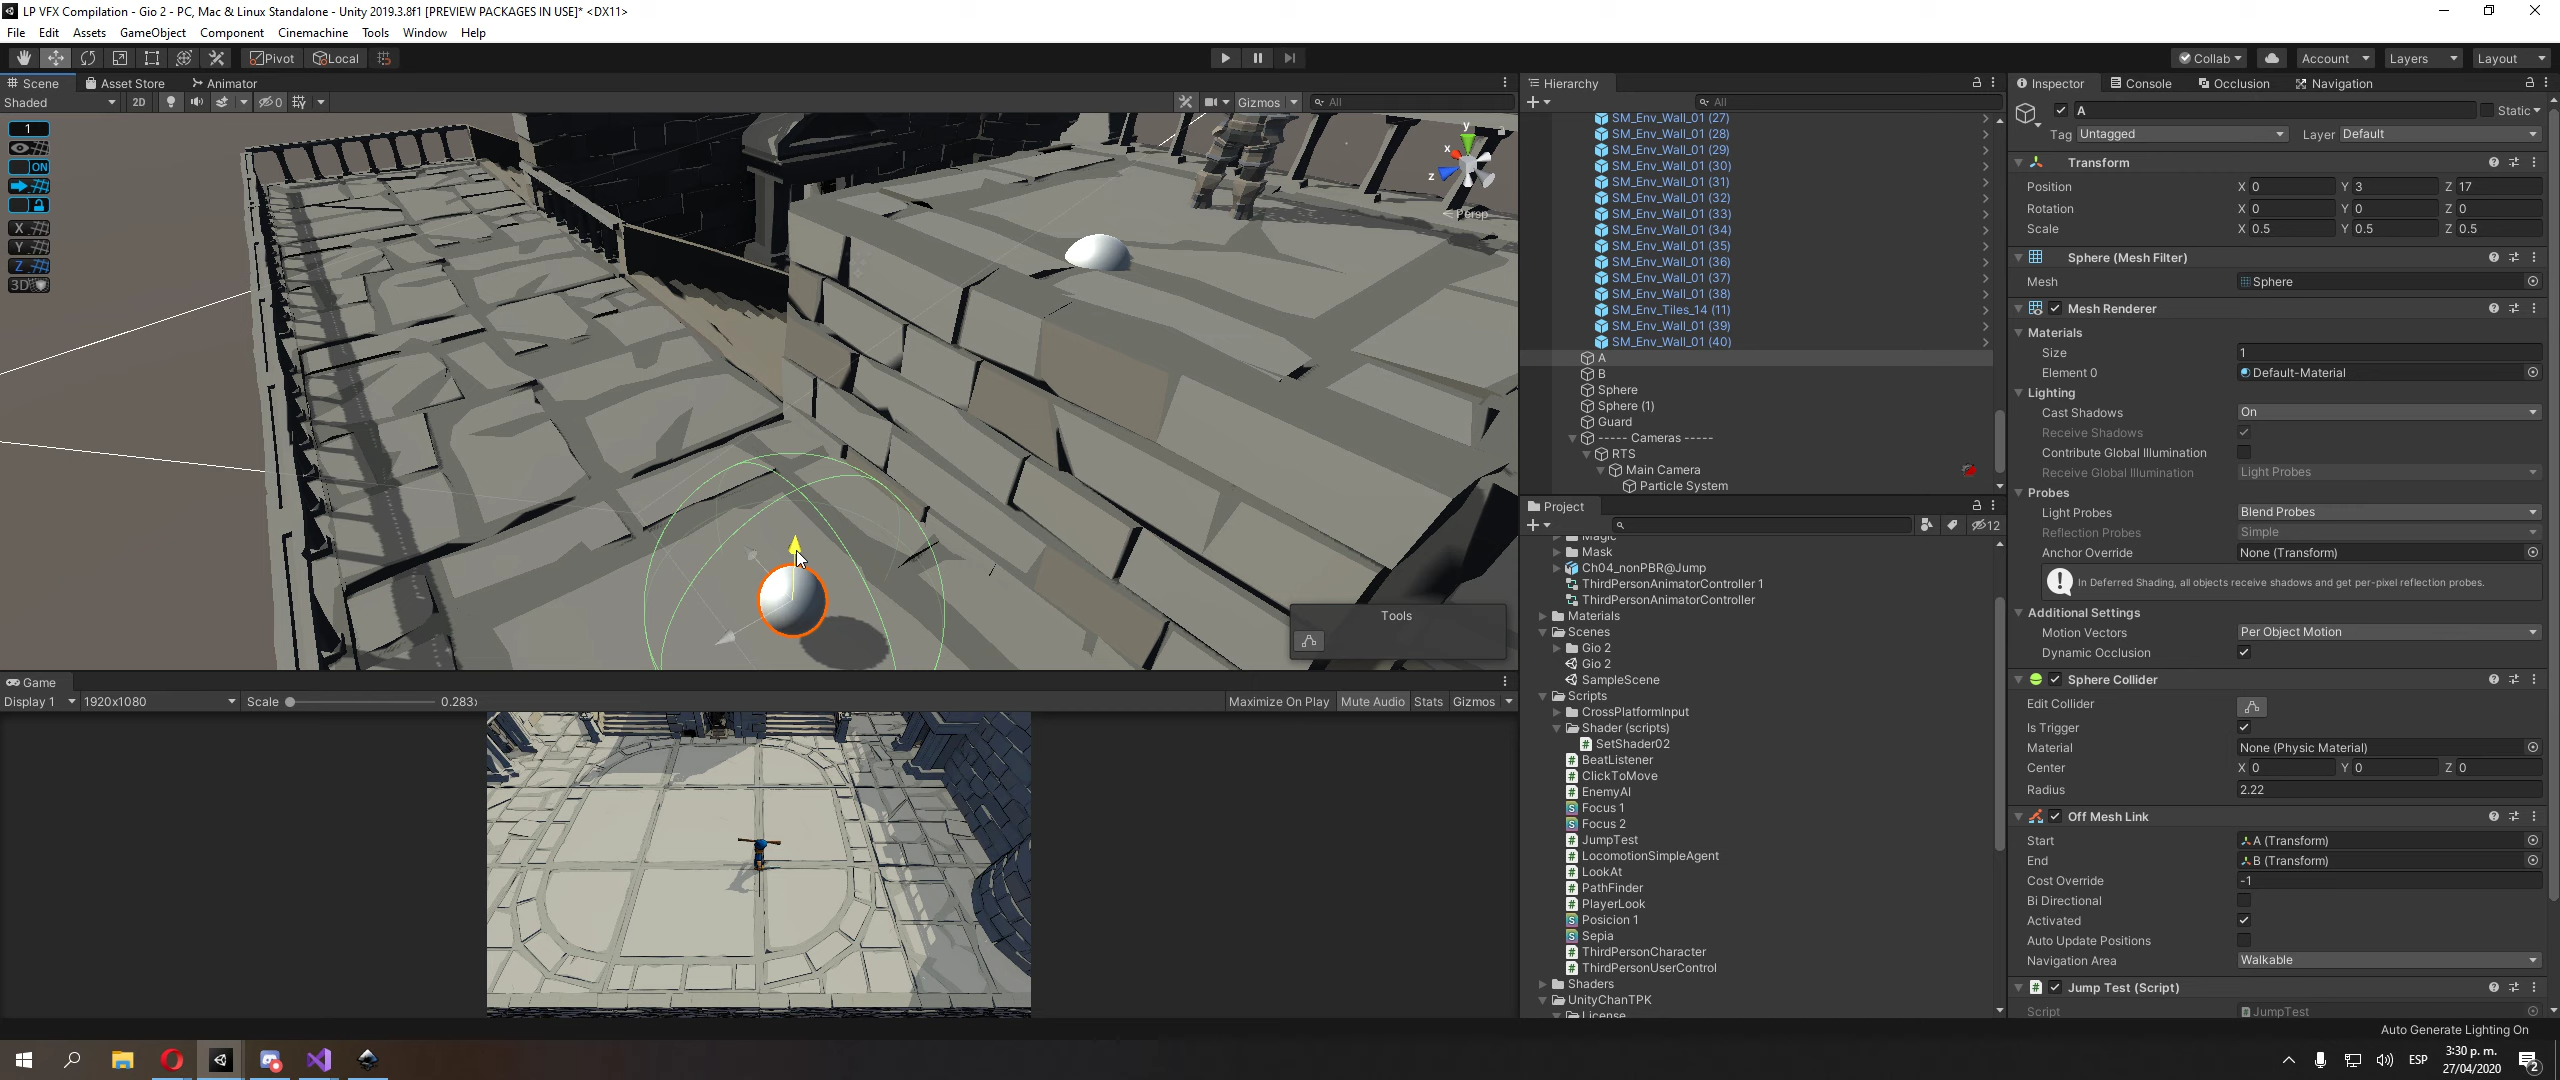 LP VFX Compilation - Gio 2 - PC, Mac & Linux Standalone - Unity 2019.3.8f1 [PREVIEW PACKAGES IN USE]* <DX11>
File Edit Assets GameObject Component Cinemachine Tools Window Help
Pivot Local Collab Account Layers Layout
Scene Asset Store Animator
Shaded 2D 0 Gizmos All
1
ON
X
Y
Z
3D
y
x
z
Persp
Tools
Game
Display 1 1920x1080 Scale 0.283 Maximize On Play Mute Audio Stats Gizmos
Hierarchy
All
SM_Env_Wall_01 (27)
SM_Env_Wall_01 (28)
SM_Env_Wall_01 (29)
SM_Env_Wall_01 (30)
SM_Env_Wall_01 (31)
SM_Env_Wall_01 (32)
SM_Env_Wall_01 (33)
SM_Env_Wall_01 (34)
SM_Env_Wall_01 (35)
SM_Env_Wall_01 (36)
SM_Env_Wall_01 (37)
SM_Env_Wall_01 (38)
SM_Env_Tiles_14 (11)
SM_Env_Wall_01 (39)
SM_Env_Wall_01 (40)
A
B
Sphere
Sphere (1)
Guard
----- Cameras -----
RTS
Main Camera
Particle System
Project
12
Magic
Mask
Ch04_nonPBR@Jump
ThirdPersonAnimatorController 1
ThirdPersonAnimatorController
Materials
Scenes
Gio 2
Gio 2
SampleScene
Scripts
CrossPlatformInput
Shader (scripts)
SetShader02
BeatListener
ClickToMove
EnemyAI
Focus 1
Focus 2
JumpTest
LocomotionSimpleAgent
LookAt
PathFinder
PlayerLook
Posicion 1
Sepia
ThirdPersonCharacter
ThirdPersonUserControl
Shaders
UnityChanTPK
License
Inspector Console Occlusion Navigation
A Static
Tag Untagged Layer Default
Transform
Position X 0 Y 3 Z 17
Rotation X 0 Y 0 Z 0
Scale X 0.5 Y 0.5 Z 0.5
Sphere (Mesh Filter)
Mesh Sphere
Mesh Renderer
Materials
Size 1
Element 0 Default-Material
Lighting
Cast Shadows On
Receive Shadows
Contribute Global Illumination
Receive Global Illumination Light Probes
Probes
Light Probes Blend Probes
Reflection Probes Simple
Anchor Override None (Transform)
In Deferred Shading, all objects receive shadows and get per-pixel reflection probes.
Additional Settings
Motion Vectors Per Object Motion
Dynamic Occlusion
Sphere Collider
Edit Collider
Is Trigger
Material None (Physic Material)
Center X 0 Y 0 Z 0
Radius 2.22
Off Mesh Link
Start A (Transform)
End B (Transform)
Cost Override -1
Bi Directional
Activated
Auto Update Positions
Navigation Area Walkable
Jump Test (Script)
Script JumpTest
Auto Generate Lighting On
ESP 3:30 p. m.
27/04/2020
2